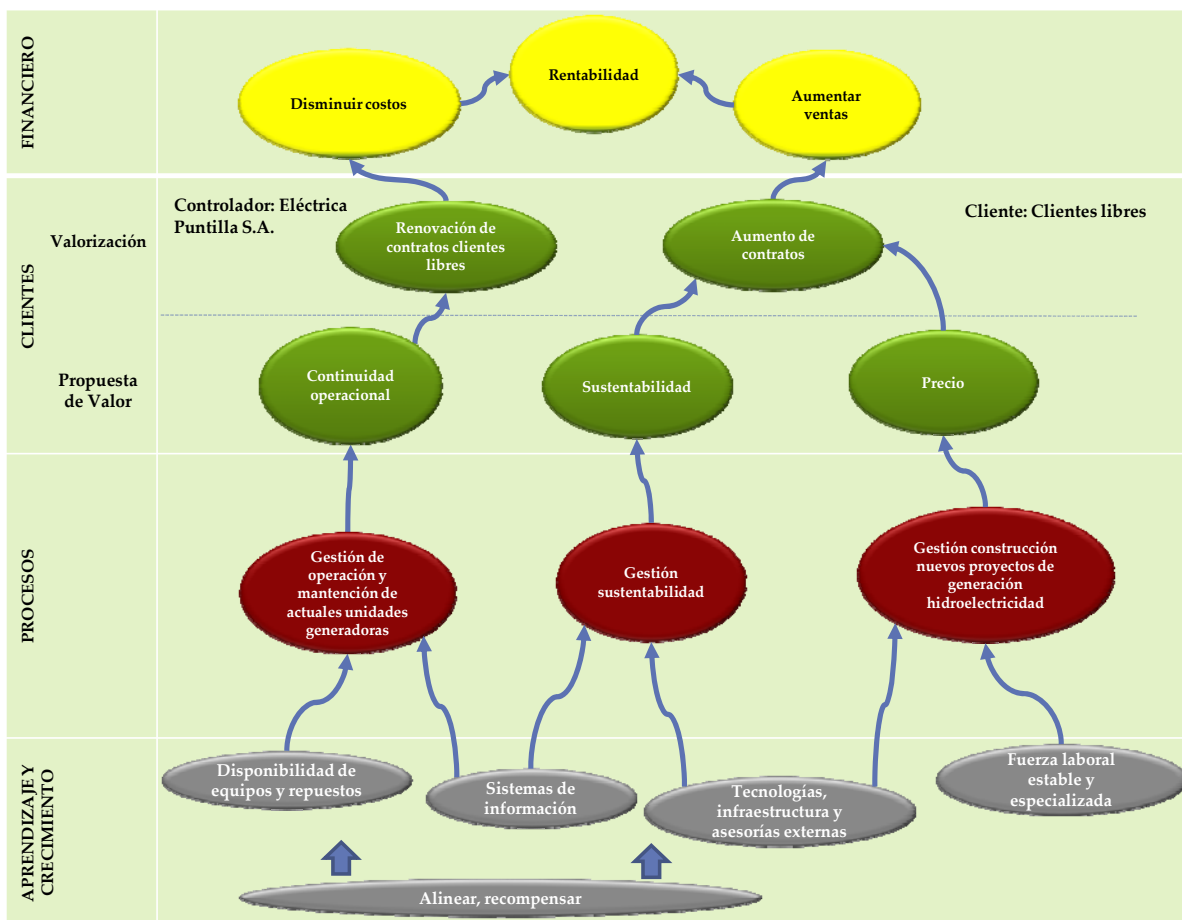 FINANCIERO
Disminuir costos
Rentabilidad
Aumentar
ventas
CLIENTES
Valorización
Controlador: Eléctrica
Puntilla S.A.
Renovación de
contratos clientes
libres
Aumento de
contratos
Cliente: Clientes libres
Propuesta
de Valor
Continuidad
operacional
Sustentabilidad
Precio
PROCESOS
Gestión de
operación y
mantención de
actuales unidades
generadoras
Gestión
sustentabilidad
Gestión construcción
nuevos proyectos de
generación
hidroelectricidad
APRENDIZAJE Y
CRECIMIENTO
Disponibilidad de
equipos y repuestos
Sistemas de
información
Tecnologías,
infraestructura y
asesorías externas
Fuerza laboral
estable y
especializada
Alinear, recompensar